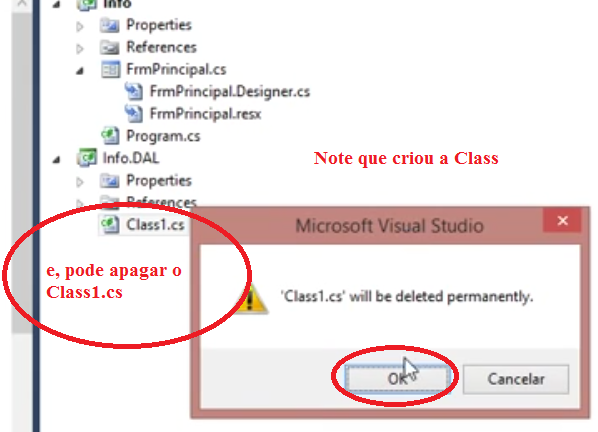 Info
Properties
References
FrmPrincipal.cs
FrmPrincipal.Designer.cs
FrmPrincipal.resx
Program.cs
Info.DAL
Note que criou a Class
Properties
References
Class1.cs
Microsoft Visual Studio
e, pode apagar o
Class1.cs
'Class1.cs' will be deleted permanently.
OK
Cancelar